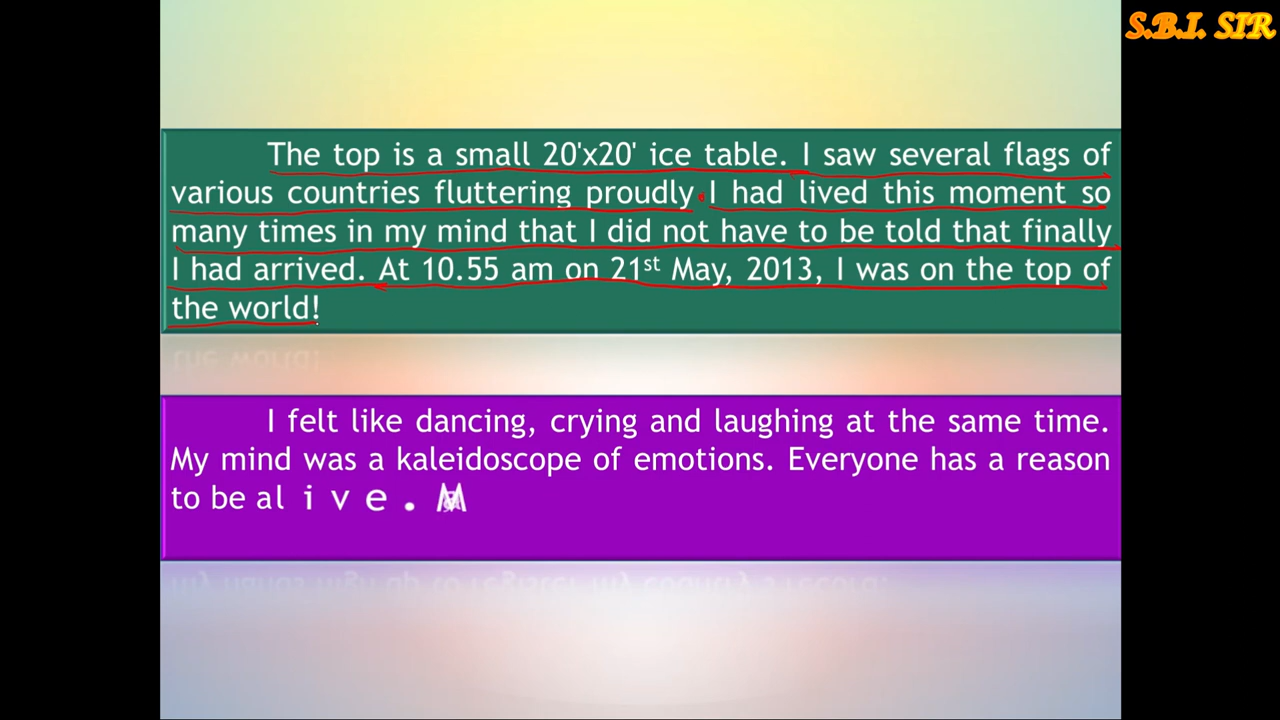 S.B.I. SIR
The top is a small 20'x20' ice table. I saw several flags of
various countries fluttering proudly. I had lived this moment so
many times in my mind that I did not have to be told that finally
I had arrived. At 10.55 am on 21st May, 2013, I was on the top of
the world!
I felt like dancing, crying and laughing at the same time.
My mind was a kaleidoscope of emotions. Everyone has a reason
to be alive. M